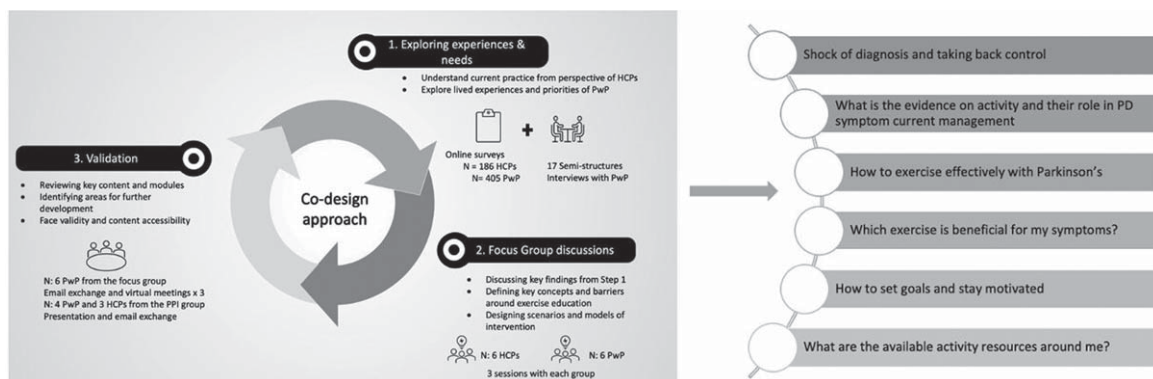 1. Exploring experiences &
needs
• Understand current practice from perspective of HCPs
• Explore lived experiences and priorities of PwP
Online surveys
N = 186 HCPs
N= 405 PwP
17 Semi-structures
Interviews with PwP
Co-design
approach
2. Focus Group discussions
• Discussing key findings from Step 1
• Defining key concepts and barriers
around exercise education
• Designing scenarios and models of
intervention
N: 6 HCPs
N: 6 PwP
3 sessions with each group
3. Validation
• Reviewing key content and modules
• Identifying areas for further
development
• Face validity and content accessibility
N: 6 PwP from the focus group
Email exchange and virtual meetings x 3
N: 4 PwP and 3 HCPs from the PPI group
Presentation and email exchange
Shock of diagnosis and taking back control
What is the evidence on activity and their role in PD
symptom current management
How to exercise effectively with Parkinson's
Which exercise is beneficial for my symptoms?
How to set goals and stay motivated
What are the available activity resources around me?